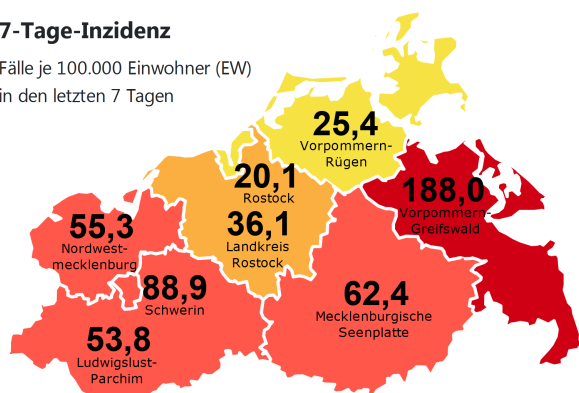 7-Tage-Inzidenz
Fälle je 100.000 Einwohner (EW)
in den letzten 7 Tagen
25,4
Vorpommern-
Rügen
20,1
Rostock
188,0
Vorpommern-
Greifswald
55,3
Nordwest-
mecklenburg
36,1
Landkreis
Rostock
88,9
Schwerin
62,4
Mecklenburgische
Seenplatte
53,8
Ludwigslust-
Parchim